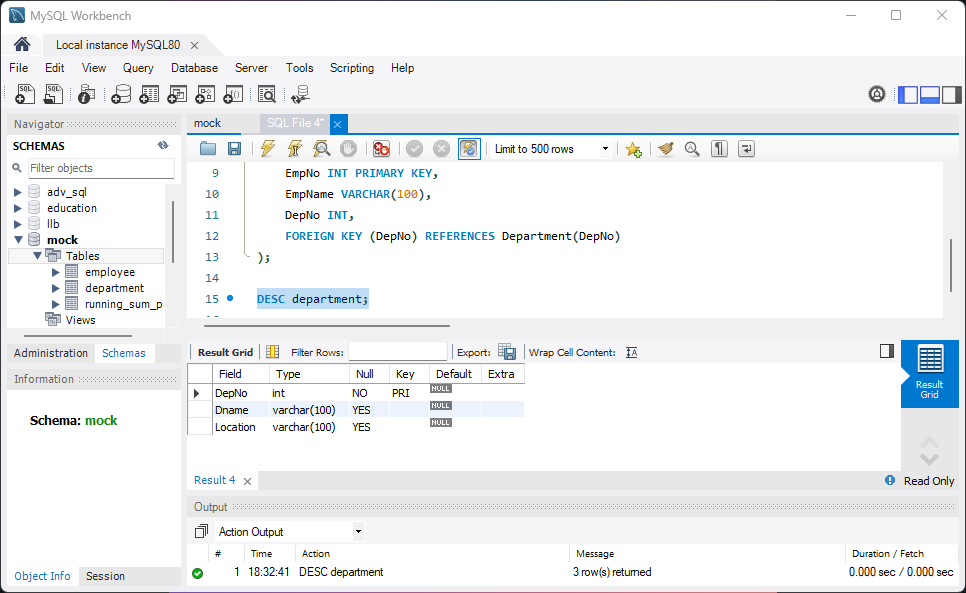 MySQL Workbench
Local instance MySQL80
File Edit View Query Database Server Tools Scripting Help
Navigator
SCHEMAS
Filter objects
adv_sql
education
llb
mock
Tables
employee
department
running_sum_p
Views
Administration Schemas
Information
Schema: mock
Object Info Session
mock SQL File 4*
Limit to 500 rows
9 EmpNo INT PRIMARY KEY,
10 EmpName VARCHAR(100),
11 DepNo INT,
12 FOREIGN KEY (DepNo) REFERENCES Department(DepNo)
13 );
14
15 DESC department;
Result Grid Filter Rows: Export: Wrap Cell Content: IA
Field Type Null Key Default Extra
DepNo int NO PRI NULL
Dname varchar(100) YES NULL
Location varchar(100) YES NULL
Result Grid
Result 4 Read Only
Output
Action Output
# Time Action Message Duration / Fetch
1 18:32:41 DESC department 3 row(s) returned 0.000 sec / 0.000 sec